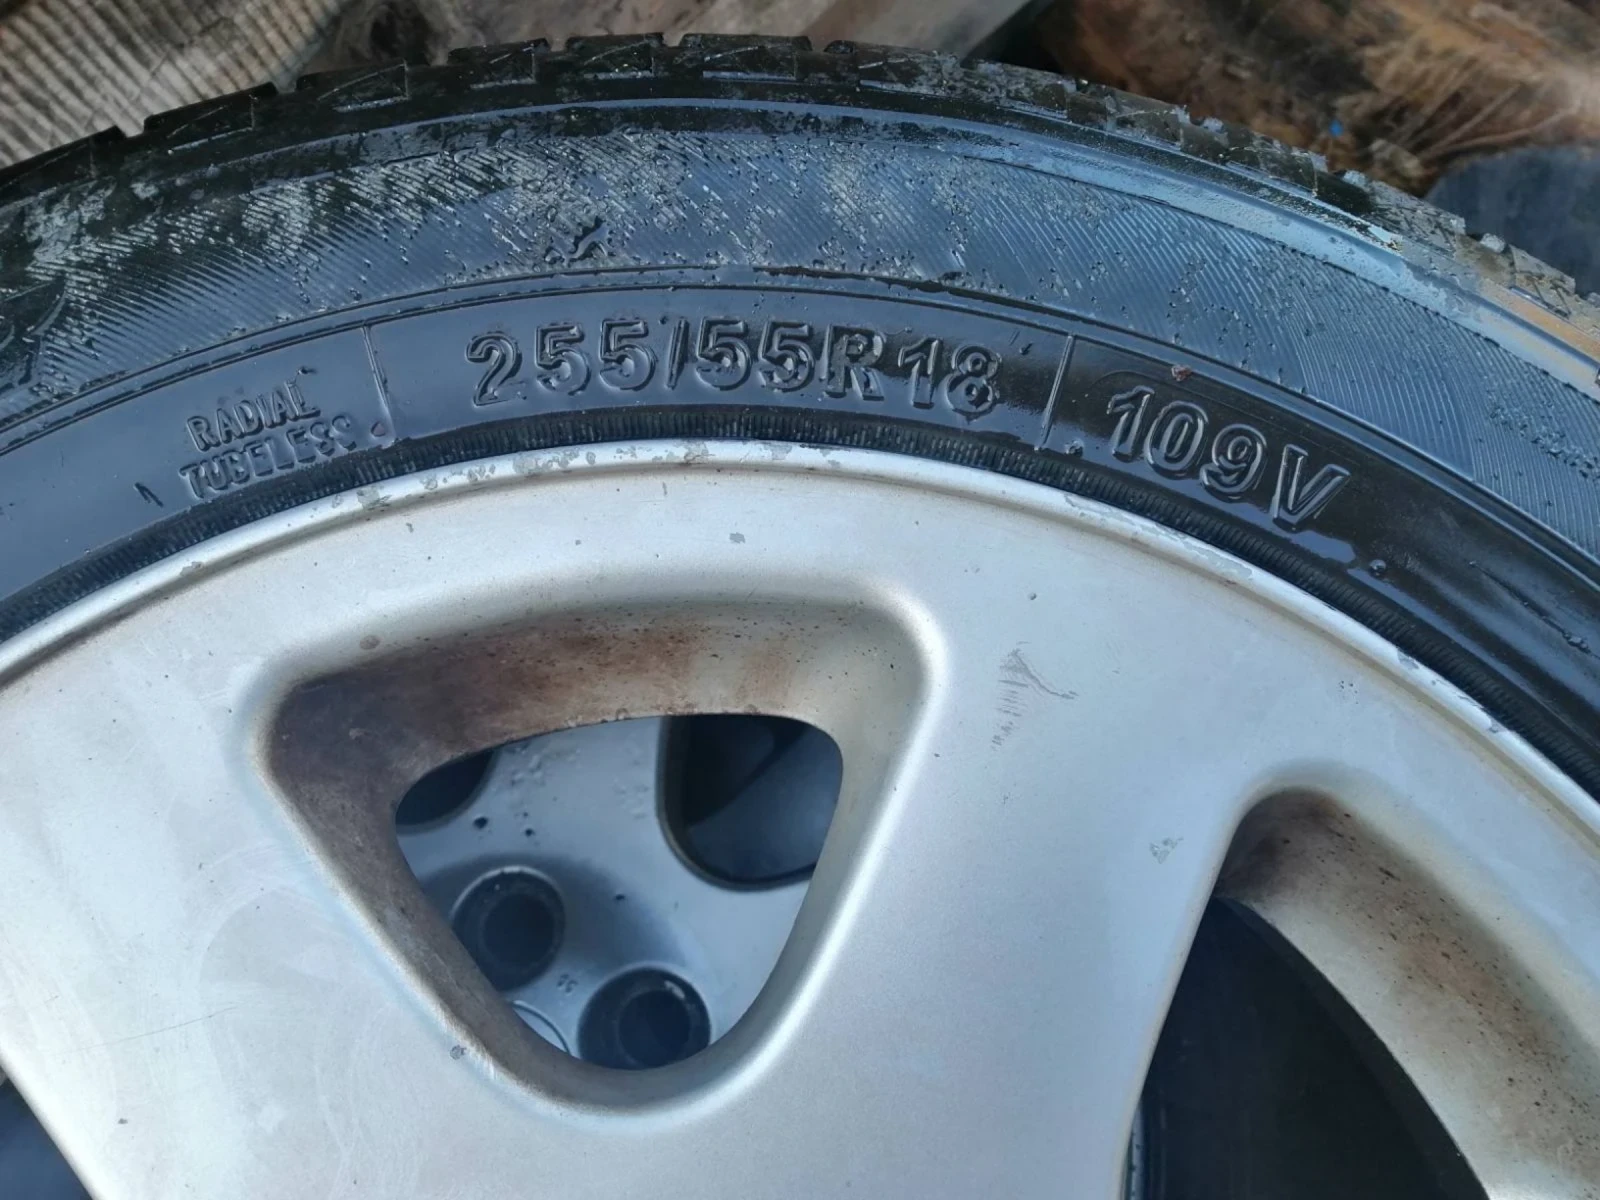 RADIAL
TUBELESS
255/55R18
109V